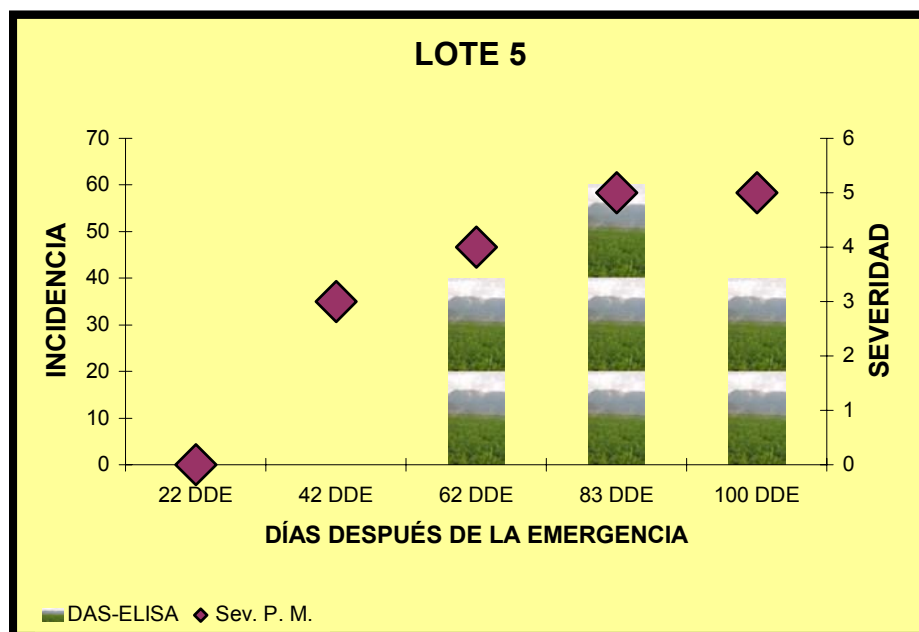 LOTE 5
70
60
50
40
30
20
10
0
INCIDENCIA
6
5
4
3
2
1
0
SEVERIDAD
22 DDE 42 DDE 62 DDE 83 DDE 100 DDE
DÍAS DESPUÉS DE LA EMERGENCIA
DAS-ELISA Sev. P. M.